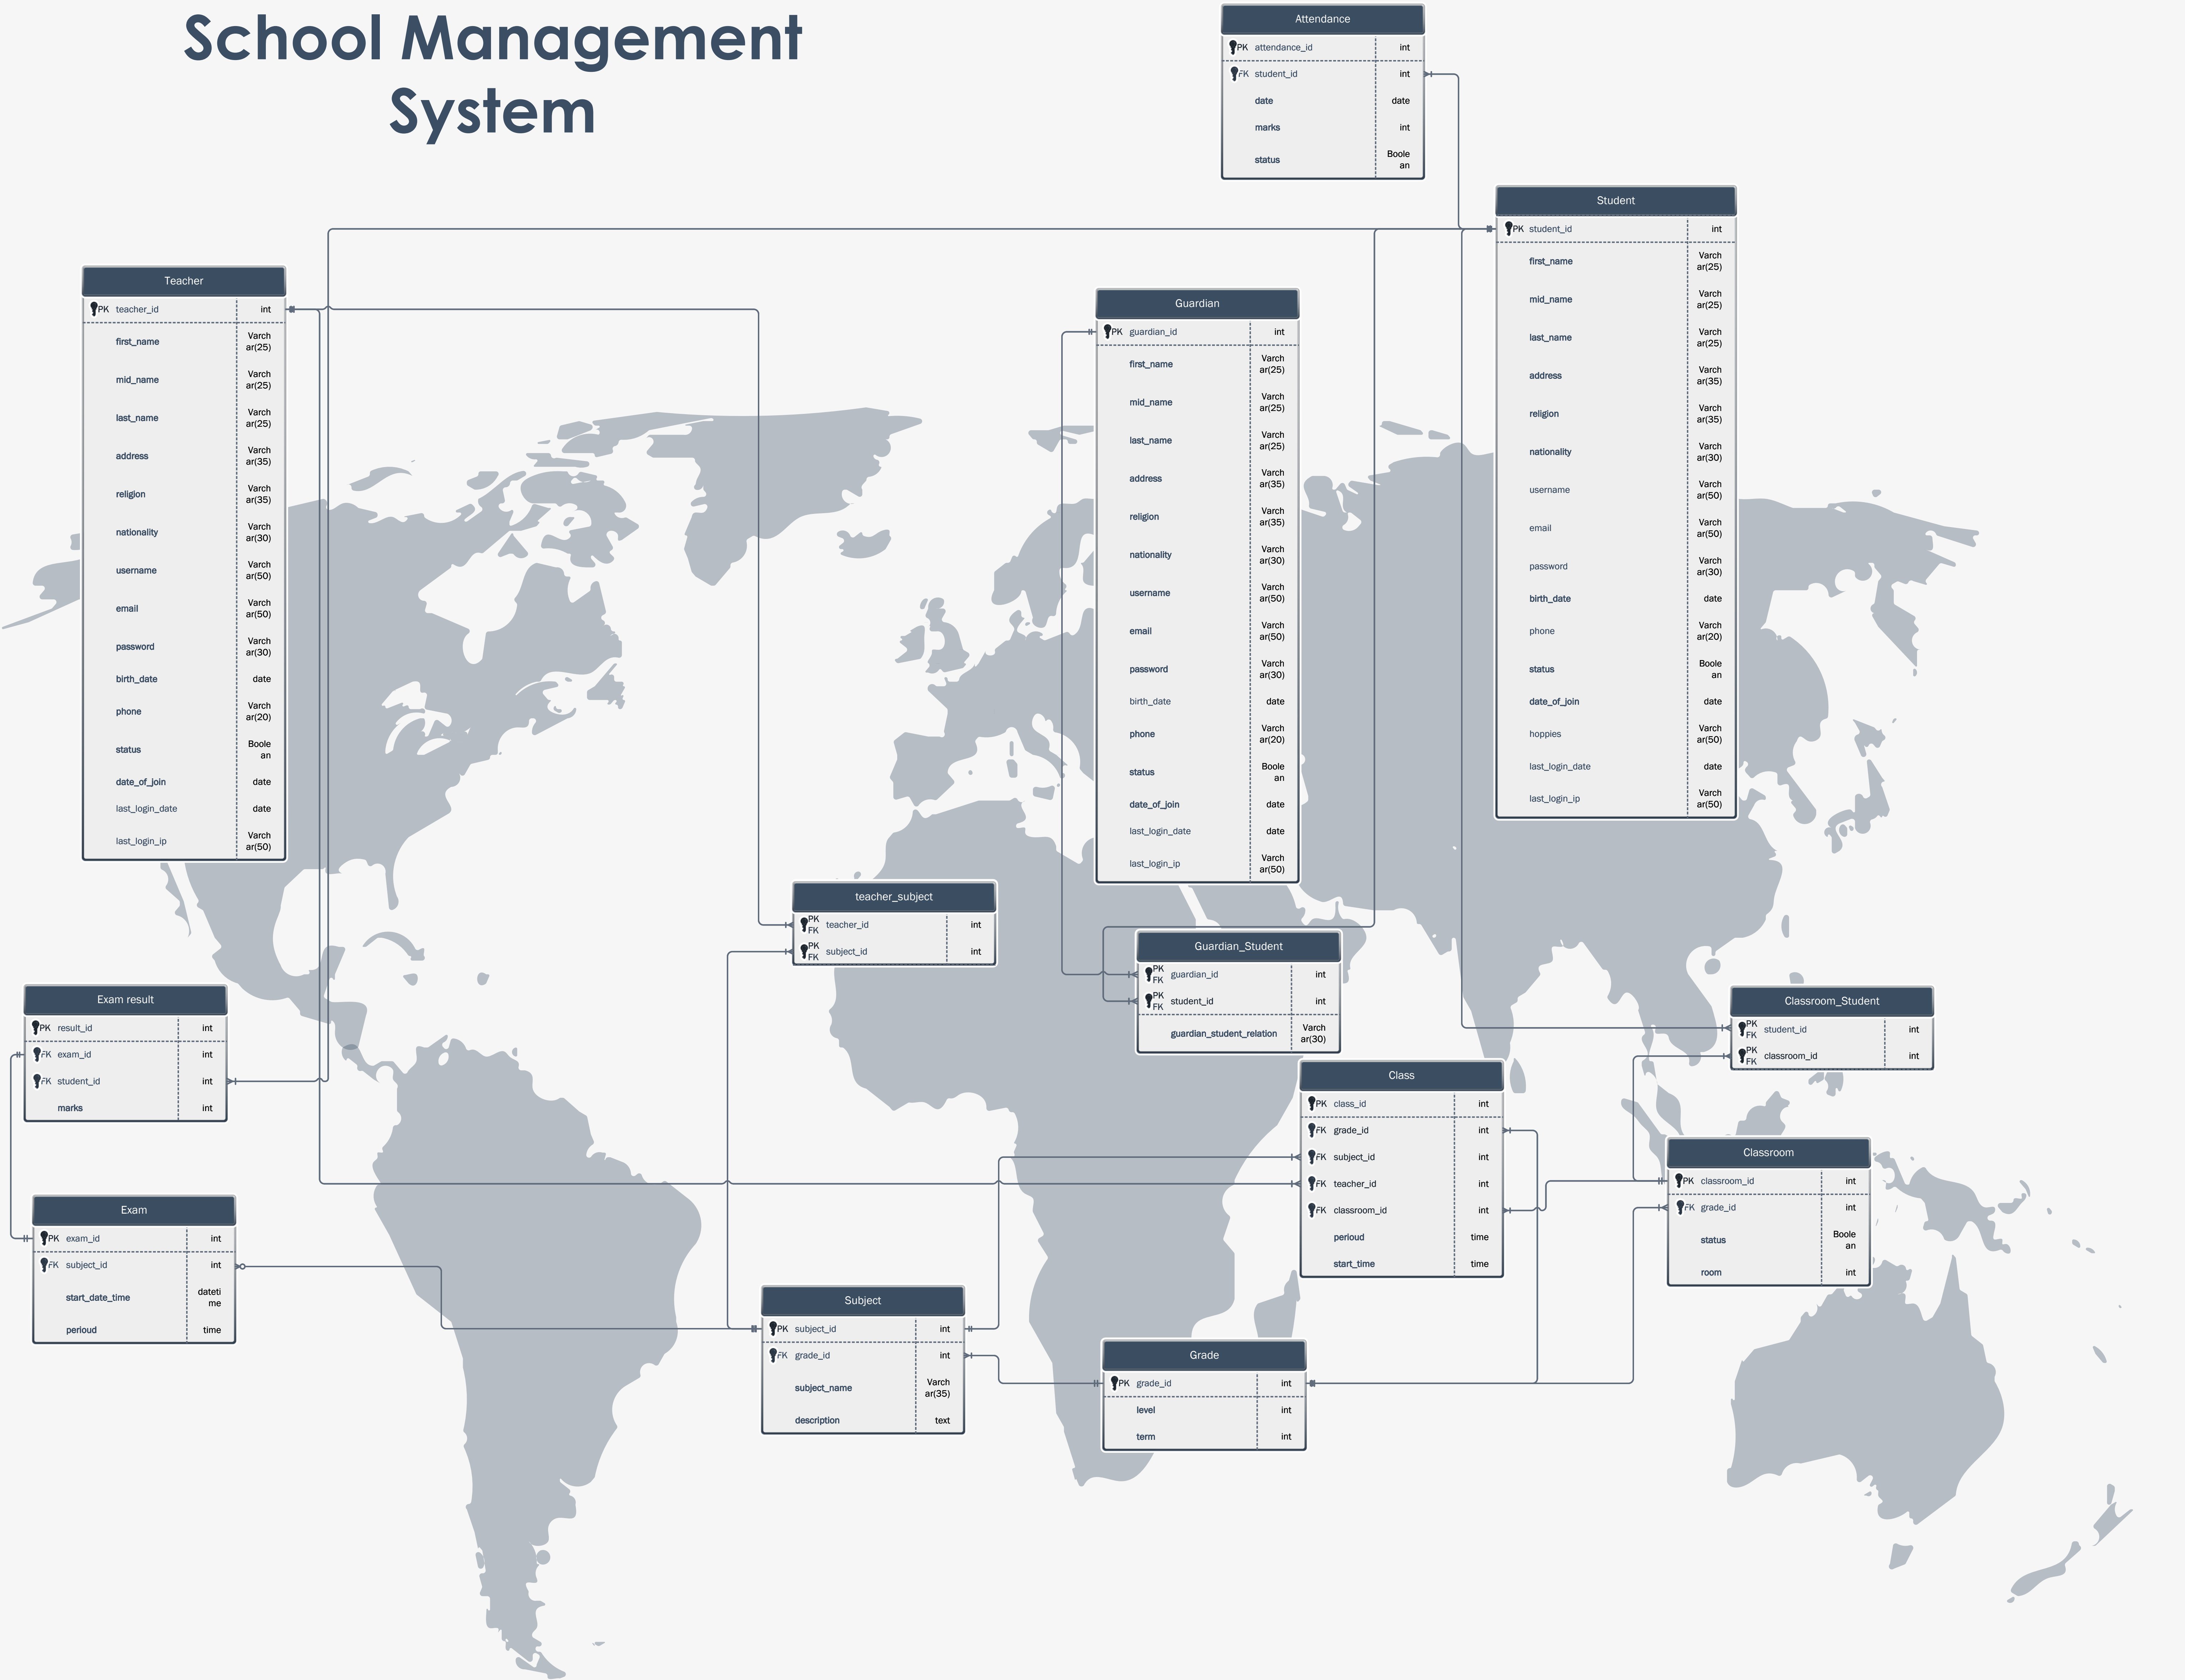 School Management
System
Attendance
PK attendance_id int
FK student_id int
date date
marks int
status Boole
an
Student
PK student_id int
first_name Varch
ar(25)
mid_name Varch
ar(25)
last_name Varch
ar(25)
address Varch
ar(35)
religion Varch
ar(35)
nationality Varch
ar(30)
username Varch
ar(50)
email Varch
ar(50)
password Varch
ar(30)
birth_date date
phone Varch
ar(20)
status Boole
an
date_of_join date
hoppies Varch
ar(50)
last_login_date date
last_login_ip Varch
ar(50)
Teacher
PK teacher_id int
first_name Varch
ar(25)
mid_name Varch
ar(25)
last_name Varch
ar(25)
address Varch
ar(35)
religion Varch
ar(35)
nationality Varch
ar(30)
username Varch
ar(50)
email Varch
ar(50)
password Varch
ar(30)
birth_date date
phone Varch
ar(20)
status Boole
an
date_of_join date
last_login_date date
last_login_ip Varch
ar(50)
Guardian
PK guardian_id int
first_name Varch
ar(25)
mid_name Varch
ar(25)
last_name Varch
ar(25)
address Varch
ar(35)
religion Varch
ar(35)
nationality Varch
ar(30)
username Varch
ar(50)
email Varch
ar(50)
password Varch
ar(30)
birth_date date
phone Varch
ar(20)
status Boole
an
date_of_join date
last_login_date date
last_login_ip Varch
ar(50)
teacher_subject
PK
FK teacher_id int
PK
FK subject_id int
Guardian_Student
PK
FK guardian_id int
PK
FK student_id int
guardian_student_relation Varch
ar(30)
Exam result
PK result_id int
FK exam_id int
FK student_id int
marks int
Classroom_Student
PK
FK student_id int
PK
FK classroom_id int
Class
PK class_id int
FK grade_id int
FK subject_id int
FK teacher_id int
FK classroom_id int
perioud time
start_time time
Classroom
PK classroom_id int
FK grade_id int
status Boole
an
room int
Exam
PK exam_id int
FK subject_id int
start_date_time dateti
me
perioud time
Subject
PK subject_id int
FK grade_id int
subject_name Varch
ar(35)
description text
Grade
PK grade_id int
level int
term int